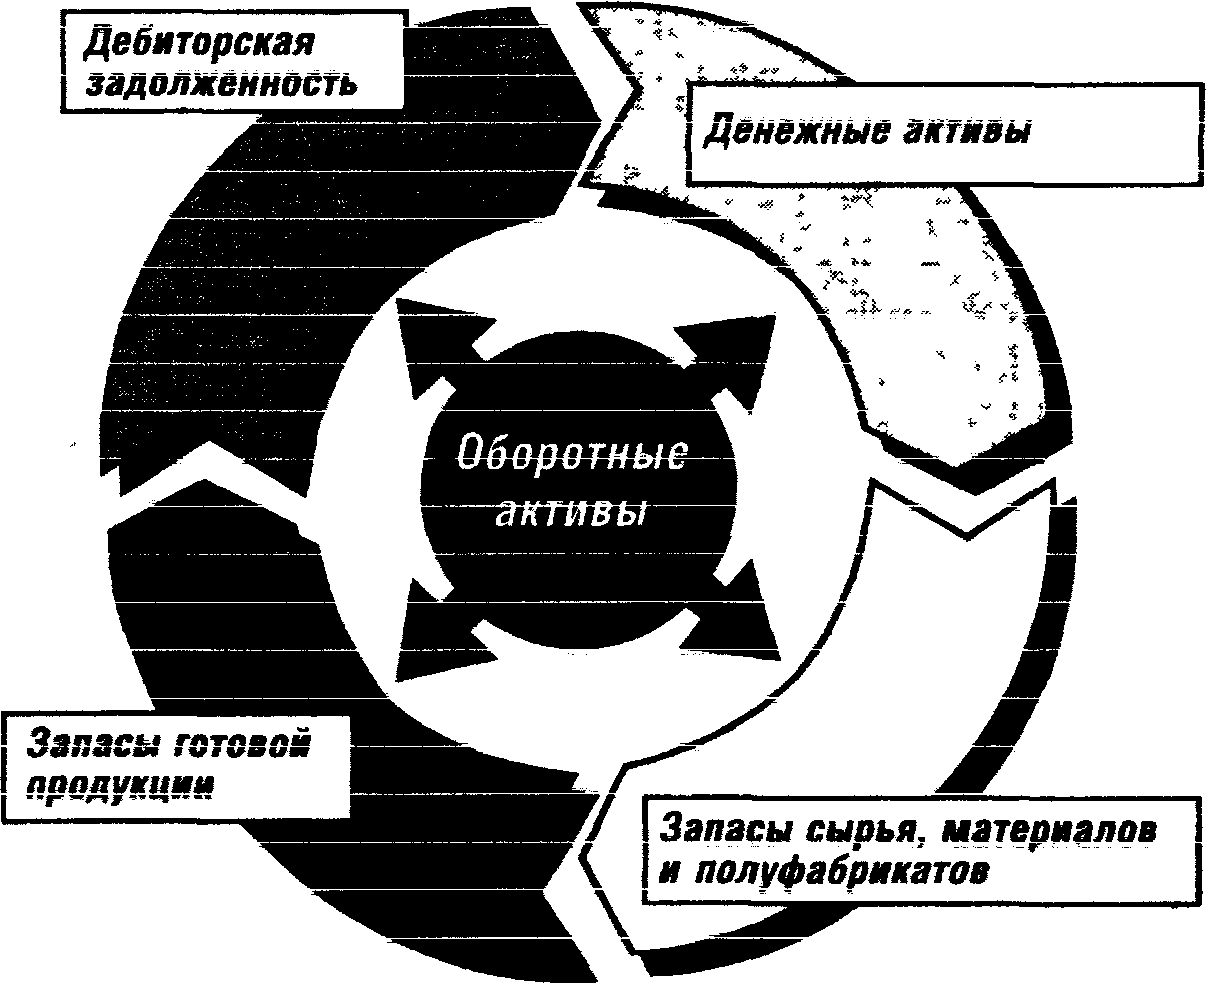 Дебиторская
задолженность
Денежные активы
Оборотные
активы
Запасы готовой
продукции
Запасы сырья, материалов
и полуфабрикатов